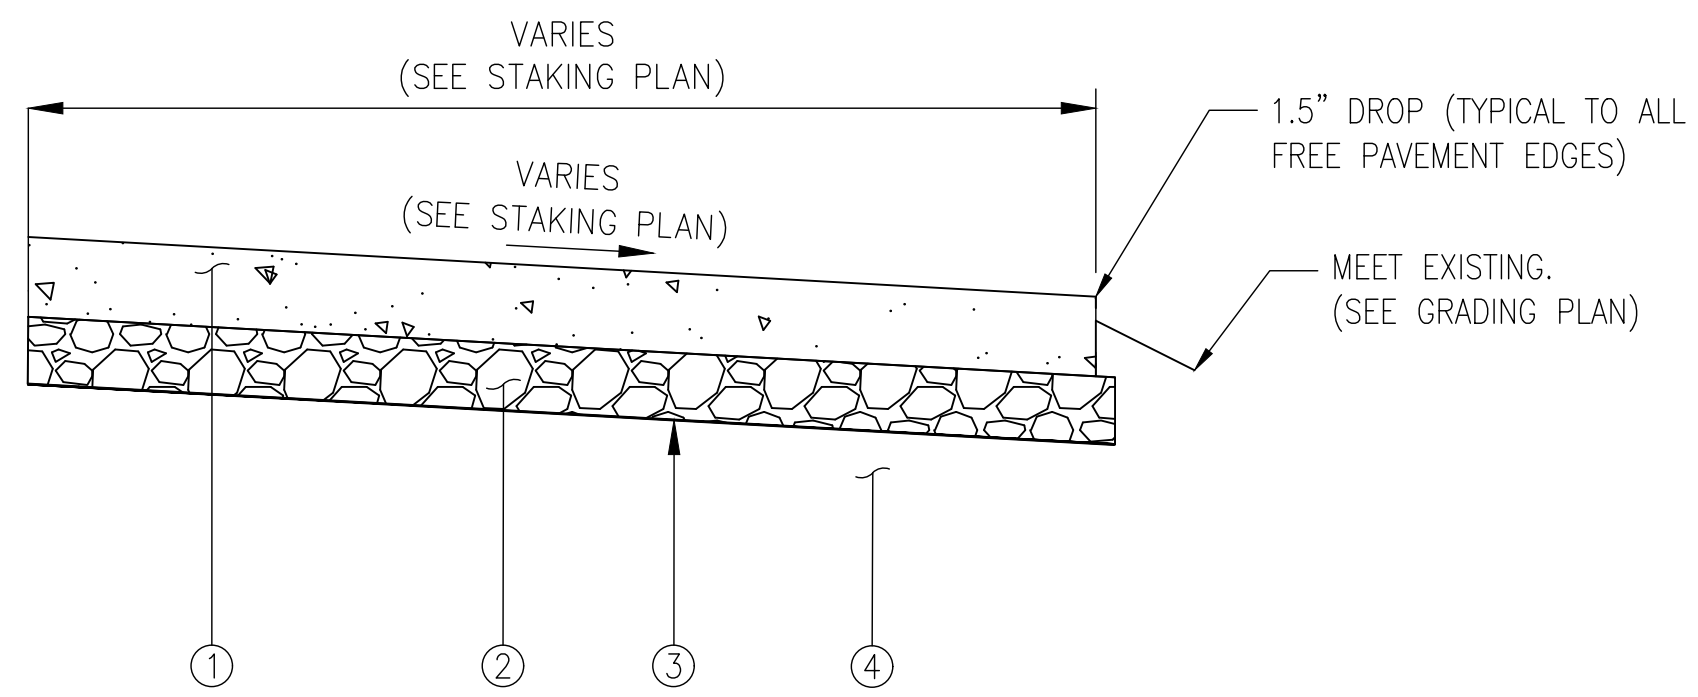 VARIES
(SEE STAKING PLAN)
1.5” DROP (TYPICAL TO ALL
FREE PAVEMENT EDGES)
VARIES
(SEE STAKING PLAN)
MEET EXISTING.
(SEE GRADING PLAN)
1
2
3
4